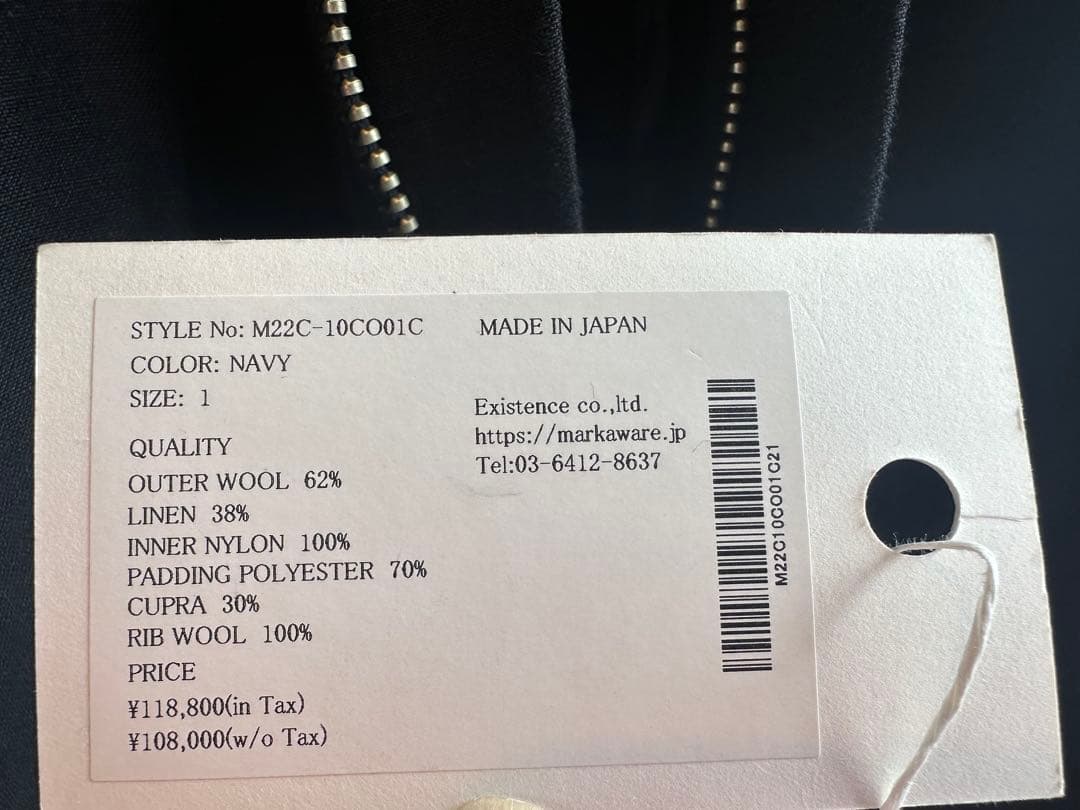 STYLE No: M22C-10CO01C
COLOR: NAVY
SIZE: 1
QUALITY
OUTER WOOL 62%
LINEN 38%
INNER NYLON 100%
PADDING POLYESTER 70%
CUPRA 30%
RIB WOOL 100%
PRICE
¥118,800(in Tax)
¥108,000(w/o Tax)
MADE IN JAPAN
Existence co.,ltd.
https://markaware.jp
Tel:03-6412-8637
M22C10CO01C21